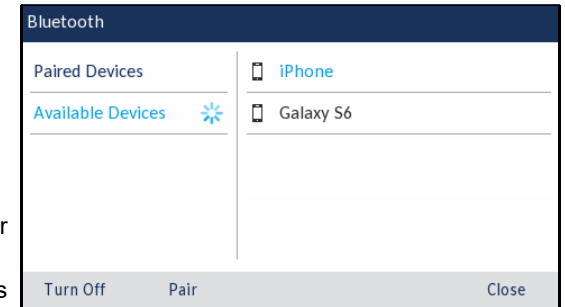 Bluetooth
Paired Devices
Available Devices
iPhone
Galaxy S6
r
s
Turn Off Pair Close